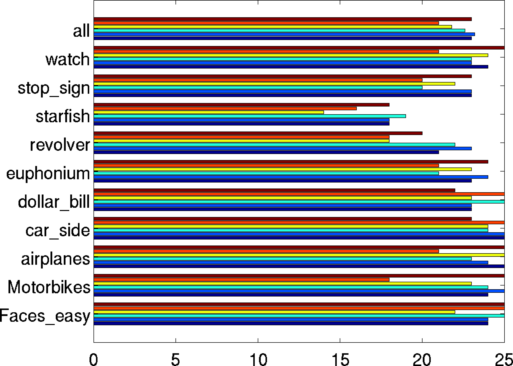 all
watch
stop_sign
starfish
revolver
euphonium
dollar_bill
car_side
airplanes
Motorbikes
Faces_easy
0 5 10 15 20 25